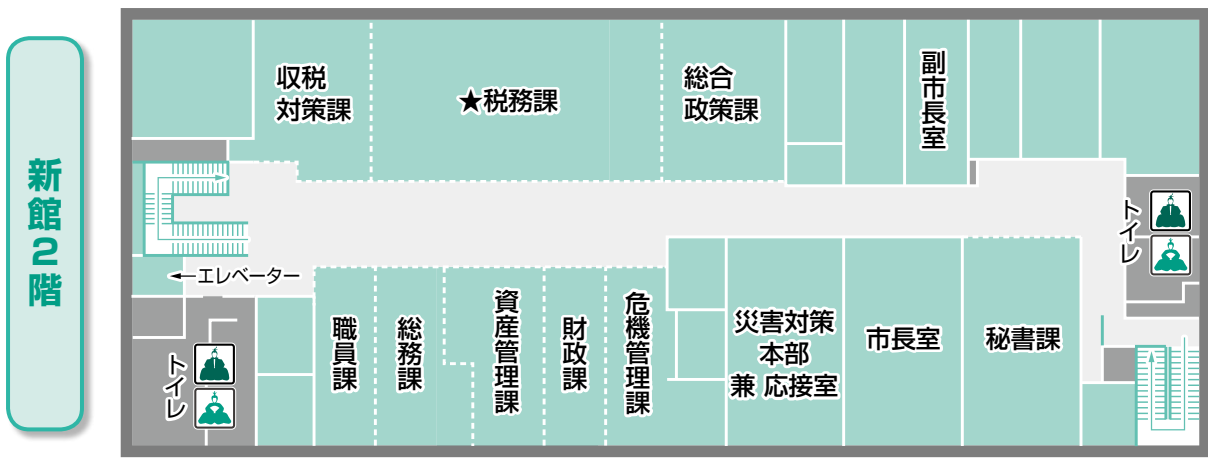 新館2階
収税
対策課
★税務課
総合
政策課
副市長室
トイレ
←エレベーター
職員課
総務課
資産管理課
財政課
危機管理課
災害対策
本部
兼 応接室
市長室
秘書課
トイレ